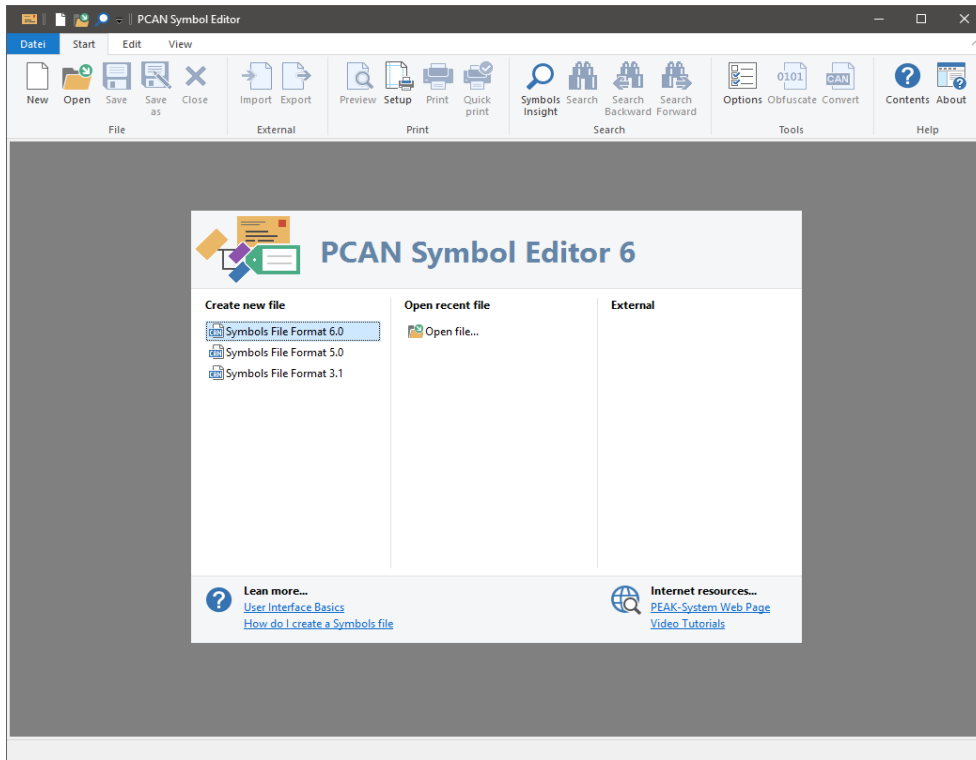 PCAN Symbol Editor
Datei Start Edit View
New Open Save Save as Close Import Export Preview Setup Print Quick print Symbols Insight Search Search Backward Search Forward Options Obfuscate Convert Contents About
0101 CAN
File External Print Search Tools Help
PCAN Symbol Editor 6
Create new file Open recent file External
Symbols File Format 6.0 Open file...
Symbols File Format 5.0
Symbols File Format 3.1
Lean more... Internet resources...
User Interface Basics PEAK-System Web Page
How do I create a Symbols file Video Tutorials